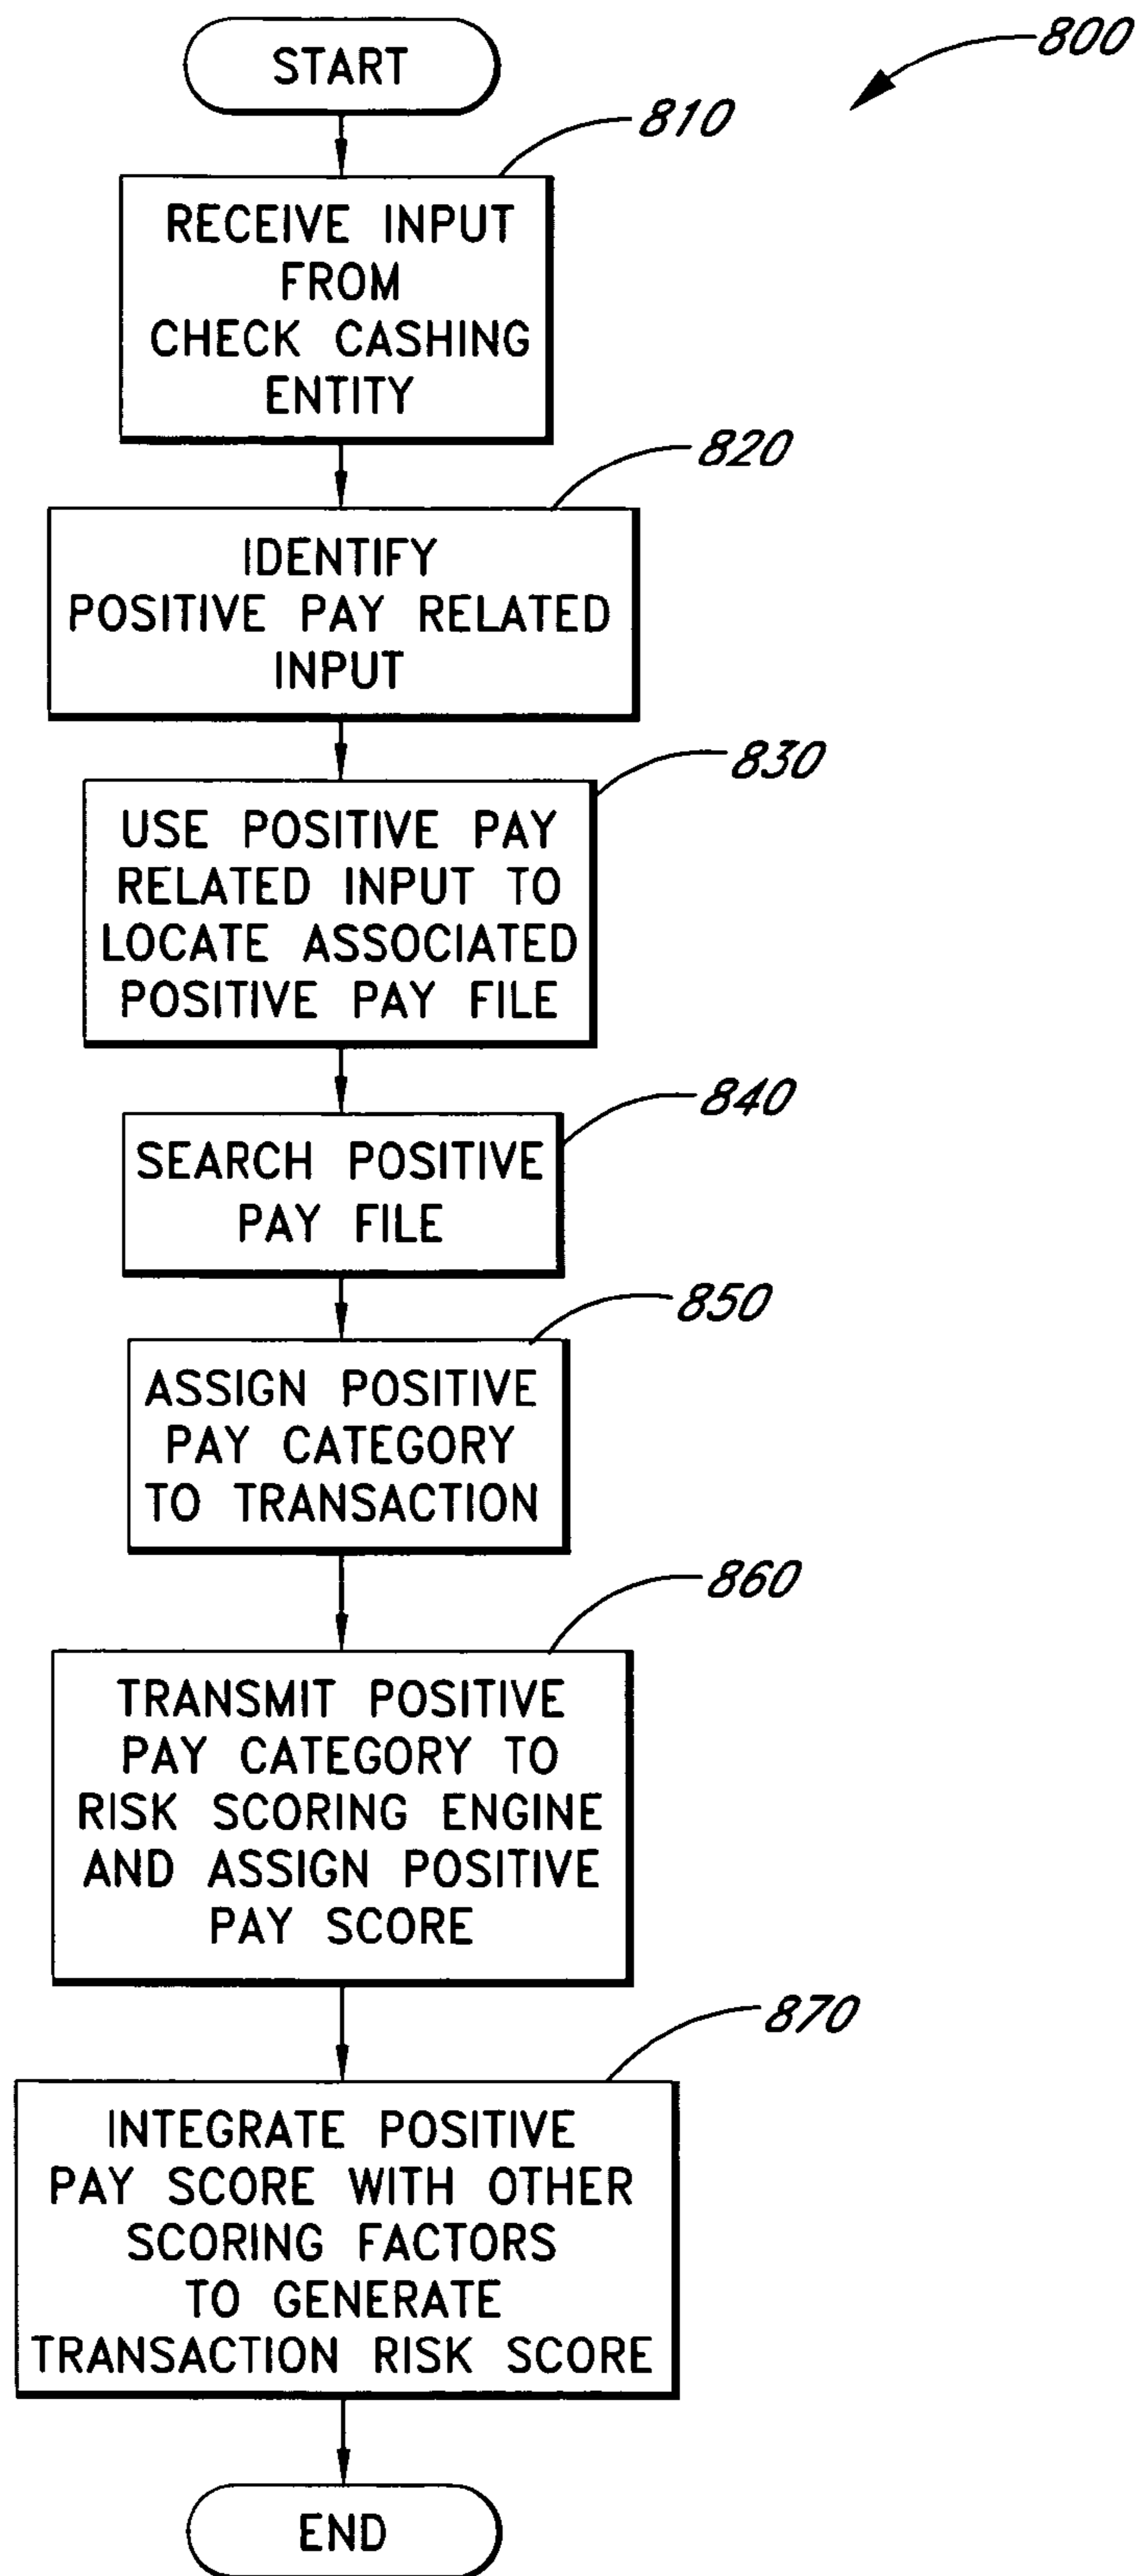 START
800
810
RECEIVE INPUT
FROM
CHECK CASHING
ENTITY
820
IDENTIFY
POSITIVE PAY RELATED
INPUT
830
USE POSITIVE PAY
RELATED INPUT TO
LOCATE ASSOCIATED
POSITIVE PAY FILE
840
SEARCH POSITIVE
PAY FILE
850
ASSIGN POSITIVE
PAY CATEGORY
TO TRANSACTION
860
TRANSMIT POSITIVE
PAY CATEGORY TO
RISK SCORING ENGINE
AND ASSIGN POSITIVE
PAY SCORE
870
INTEGRATE POSITIVE
PAY SCORE WITH OTHER
SCORING FACTORS
TO GENERATE
TRANSACTION RISK SCORE
END